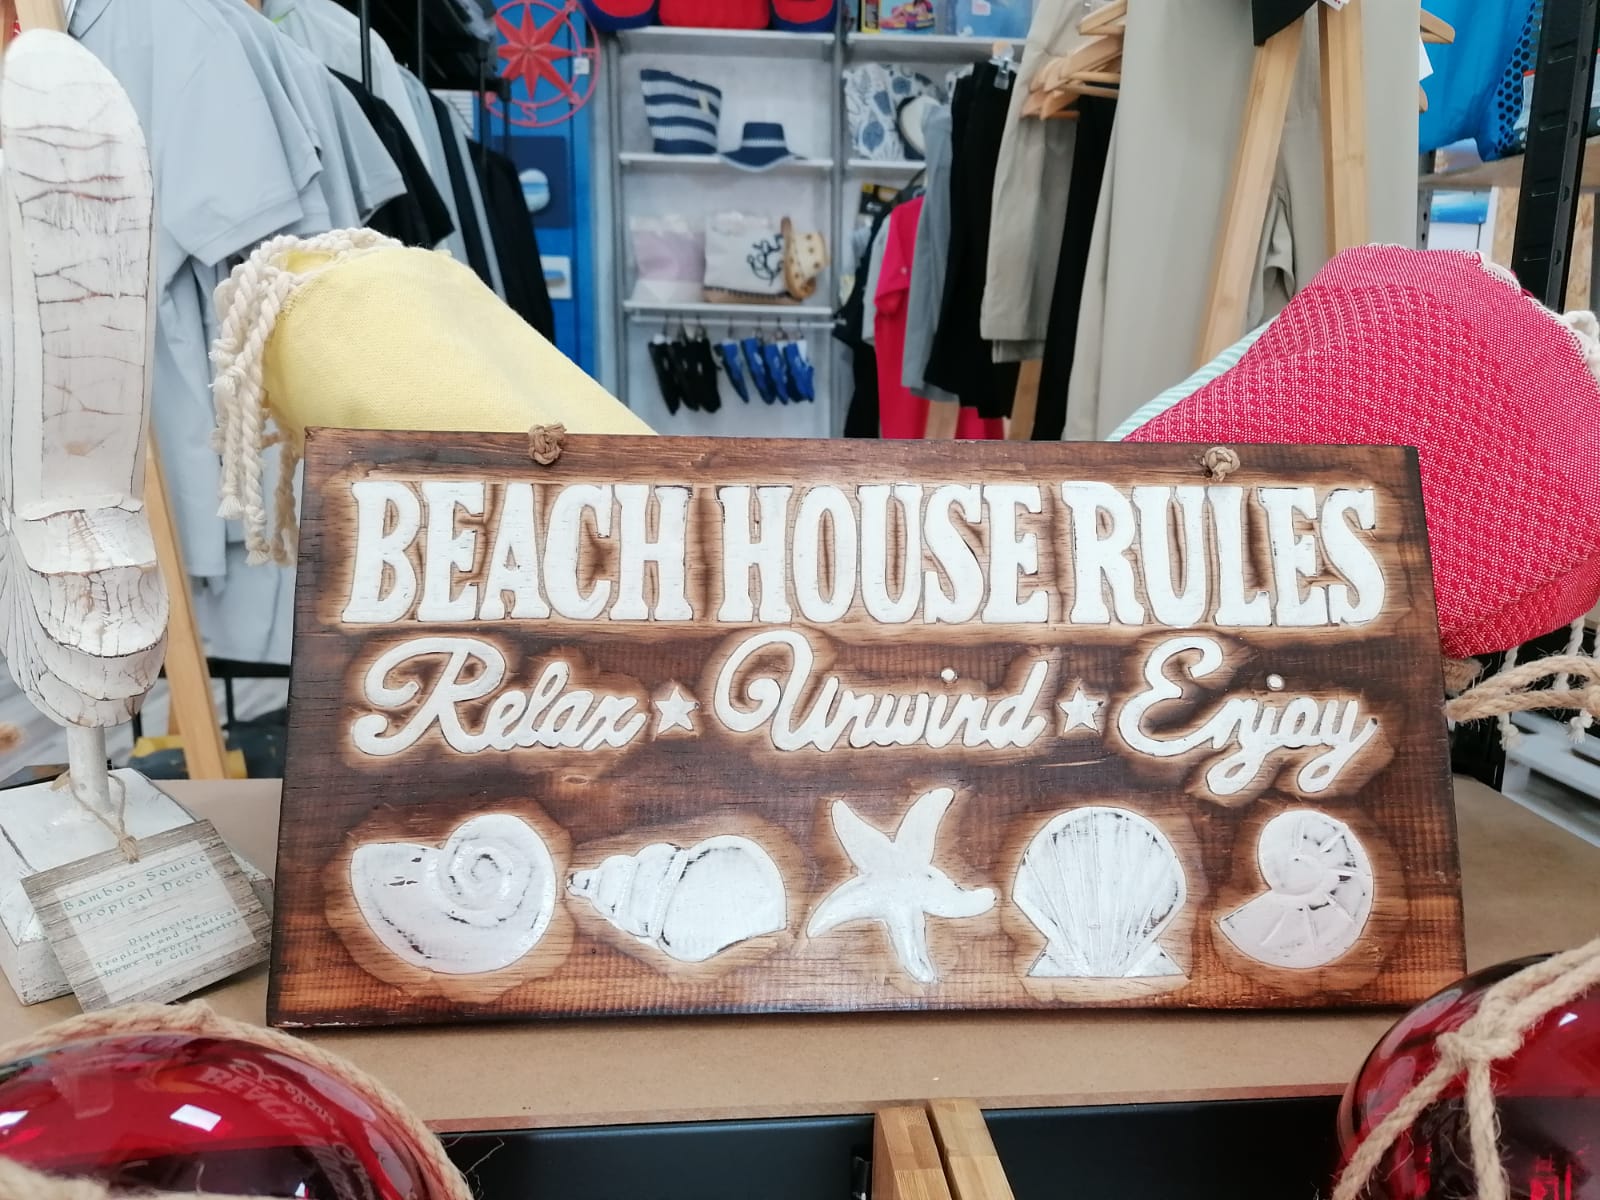 BEACH HOUSE RULES
Relax ★ Unwind ★ Enjoy
Bamboo Source
Tropical Decor
Distinctive
Tropical and Nautical
Home Decor, Jewelry
& Gifts
S